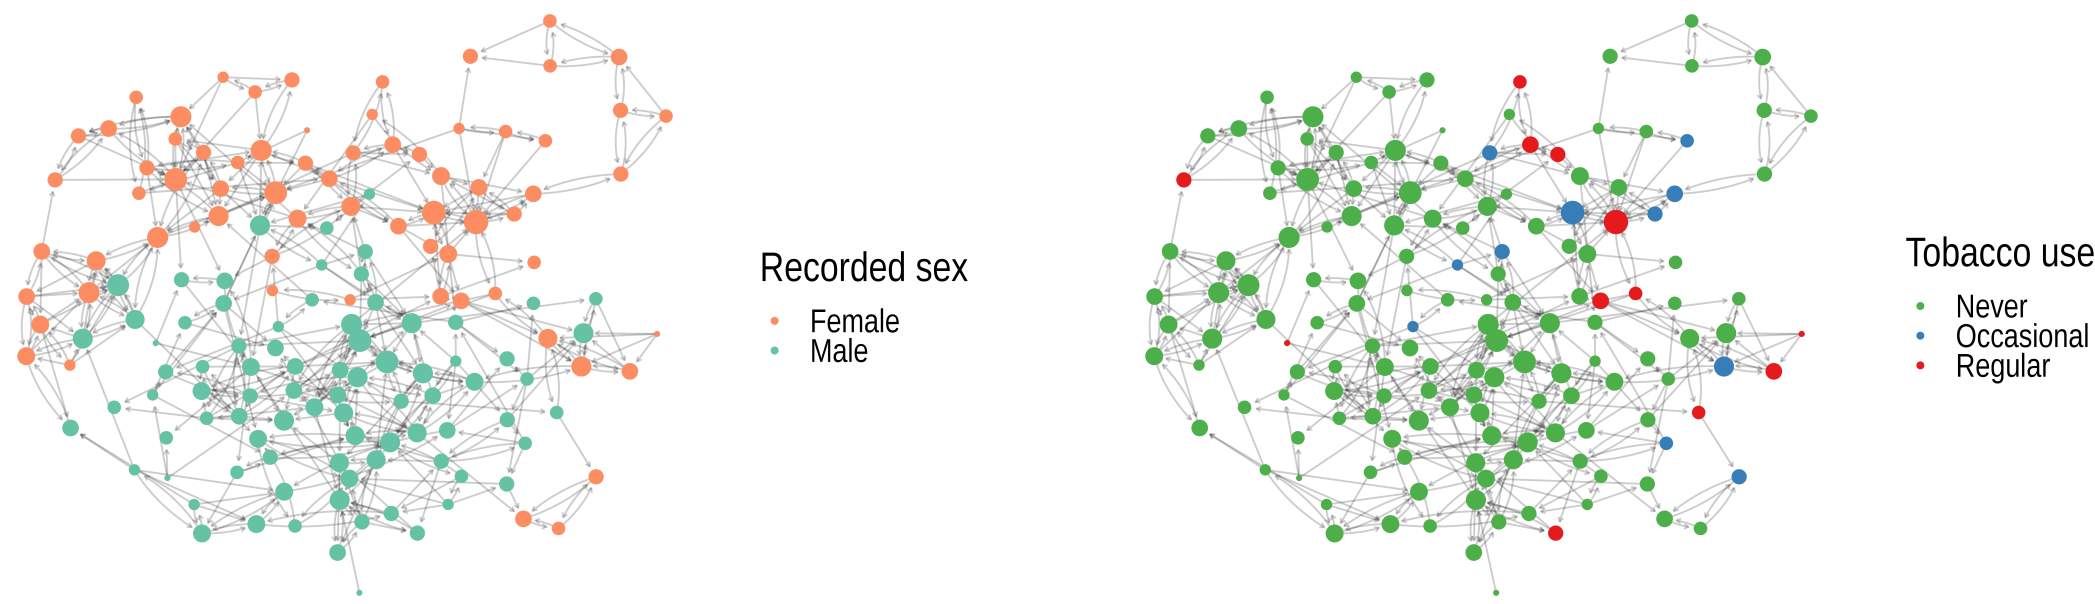 Recorded sex
Female
Male
Tobacco use
Never
Occasional
Regular